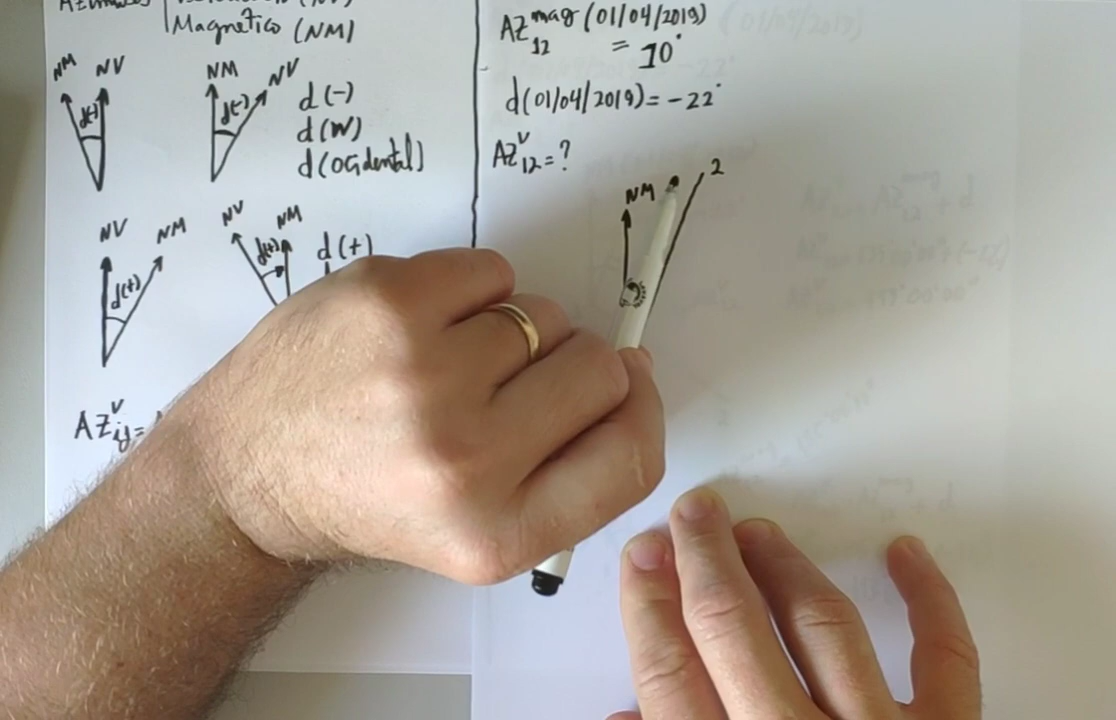 Magnético (NM)
NM NV
d(-)
NM NV
d(-)
d(-)
d(W)
d(ocidental)
NV NM
d(+)
NV NM
d(+)
d(+)
AZ^v_ij =
AZ^mag_12 (01/04/2019)
= 10°
d(01/04/2019) = -22°
AZ^v_12 = ?
NM 2